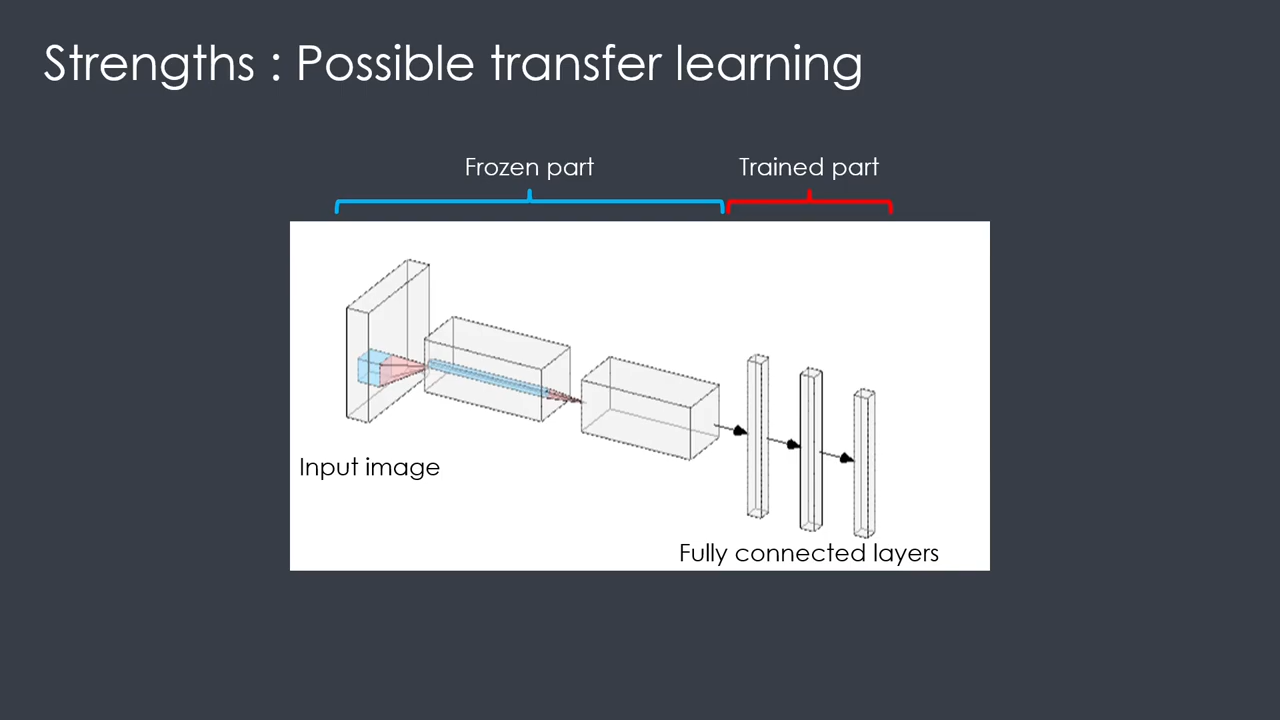 Strengths : Possible transfer learning
Frozen part
Trained part
Input image
Fully connected layers